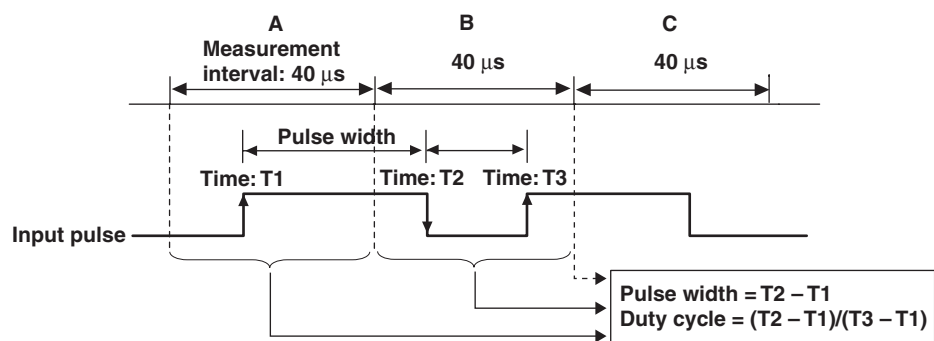 A
B
C
Measurement
interval: 40 μs
40 μs
40 μs
Pulse width
Time: T1
Time: T2
Time: T3
Input pulse
Pulse width = T2 – T1
Duty cycle = (T2 – T1)/(T3 – T1)